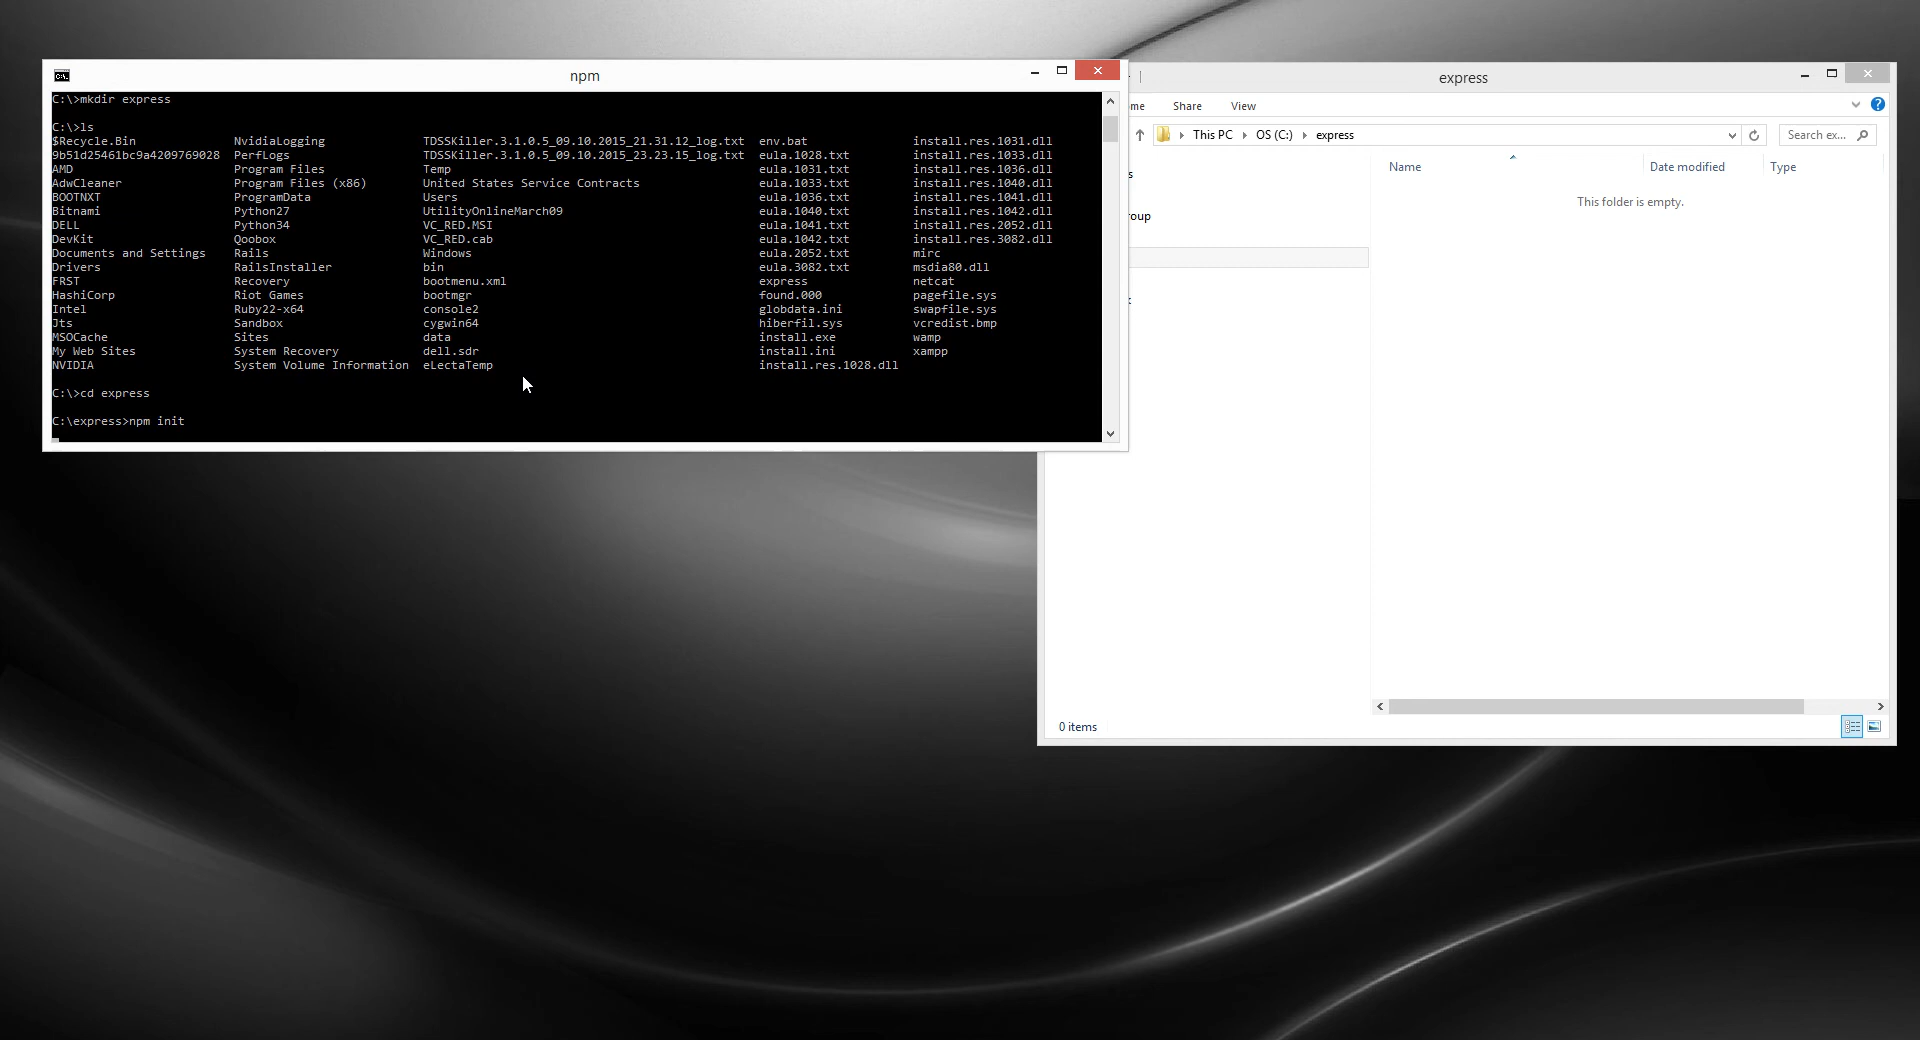 npm
C:\>mkdir express
C:\>ls
$Recycle.Bin NvidiaLogging TDSSKiller.3.1.0.5_09.10.2015_21.31.12_log.txt env.bat install.res.1031.dll
9b51d25461bc9a4209769028 PerfLogs TDSSKiller.3.1.0.5_09.10.2015_23.23.15_log.txt eula.1028.txt install.res.1033.dll
AMD Program Files Temp eula.1031.txt install.res.1036.dll
AdwCleaner Program Files (x86) United States Service Contracts eula.1033.txt install.res.1040.dll
BOOTNXT ProgramData Users eula.1036.txt install.res.1041.dll
Bitnami Python27 UtilityOnlineMarch09 eula.1040.txt install.res.1042.dll
DELL Python34 VC_RED.MSI eula.1041.txt install.res.2052.dll
DevKit Qoobox VC_RED.cab eula.1042.txt install.res.3082.dll
Documents and Settings Rails Windows eula.2052.txt mirc
Drivers RailsInstaller bin eula.3082.txt msdia80.dll
FRST Recovery bootmenu.xml express netcat
HashiCorp Riot Games bootmgr found.000 pagefile.sys
Intel Ruby22-x64 console2 globdata.ini swapfile.sys
Jts Sandbox cygwin64 hiberfil.sys vcredist.bmp
MSOCache Sites data install.exe wamp
My Web Sites System Recovery dell.sdr install.ini xampp
NVIDIA System Volume Information eLectaTemp install.res.1028.dll
C:\>cd express
C:\express>npm init
express
me Share View
This PC OS (C:) express Search ex...
Name Date modified Type
This folder is empty.
s
oup
0 items